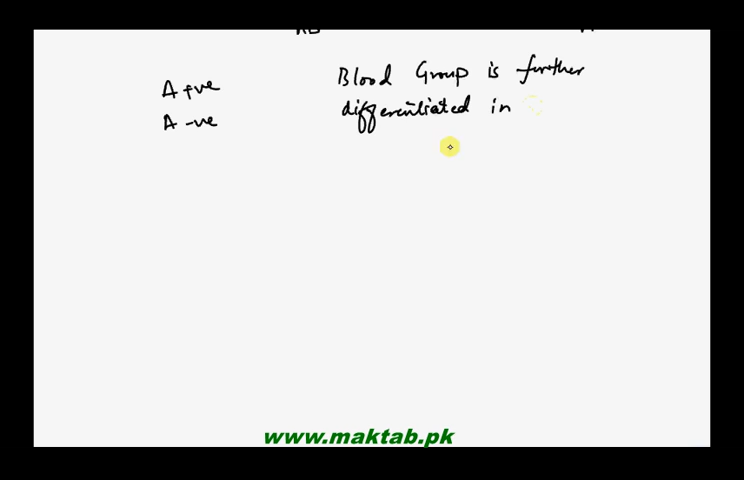 A +ve
A -ve
Blood Group is further
differentiated in
www.maktab.pk